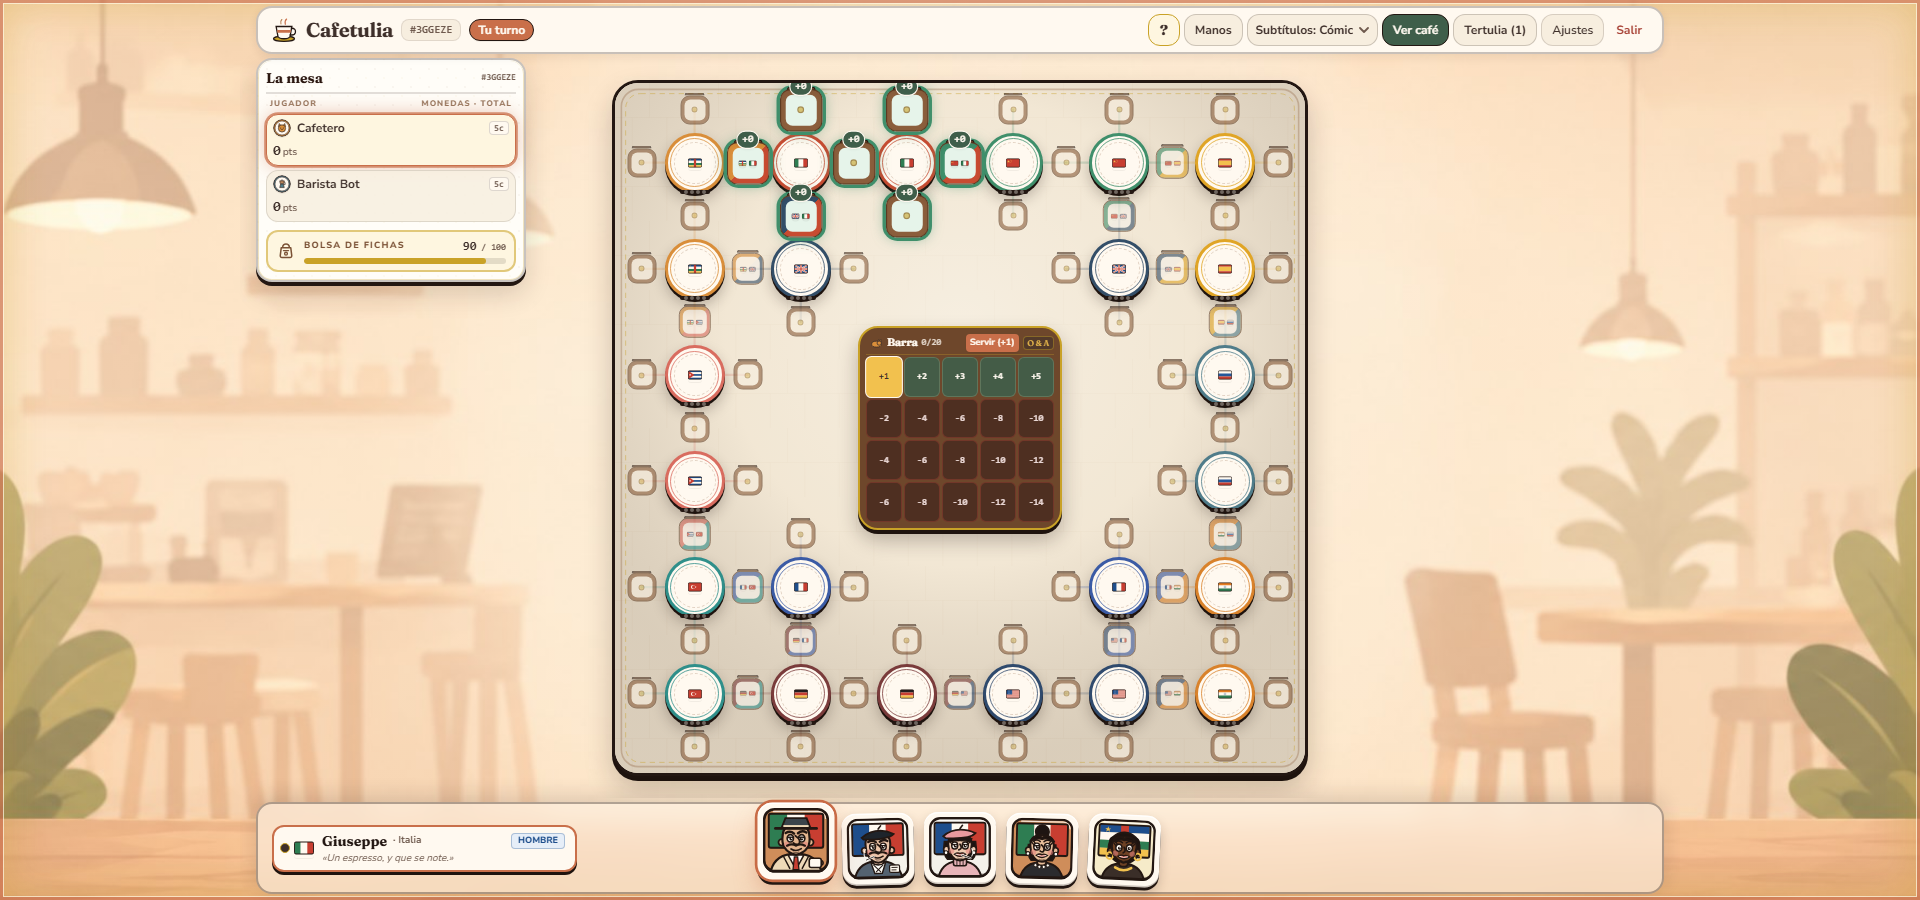 Cafetulia #3GGEZE Tu turno ? Manos Subtítulos: Cómic Ver café Tertulia (1) Ajustes Salir
La mesa #3GGEZE
JUGADOR MONEDAS · TOTAL
Cafetero 5c
0 pts
Barista Bot 5c
0 pts
BOLSA DE FICHAS 90 / 100
+0 +0
+0 +0 +0
+0 +0
Barra 0/20 Servir (+1) O & A
+1 +2 +3 +4 +5
-2 -4 -6 -8 -10
-4 -6 -8 -10 -12
-6 -8 -10 -12 -14
Giuseppe · Italia HOMBRE
«Un espresso, y que se note.»